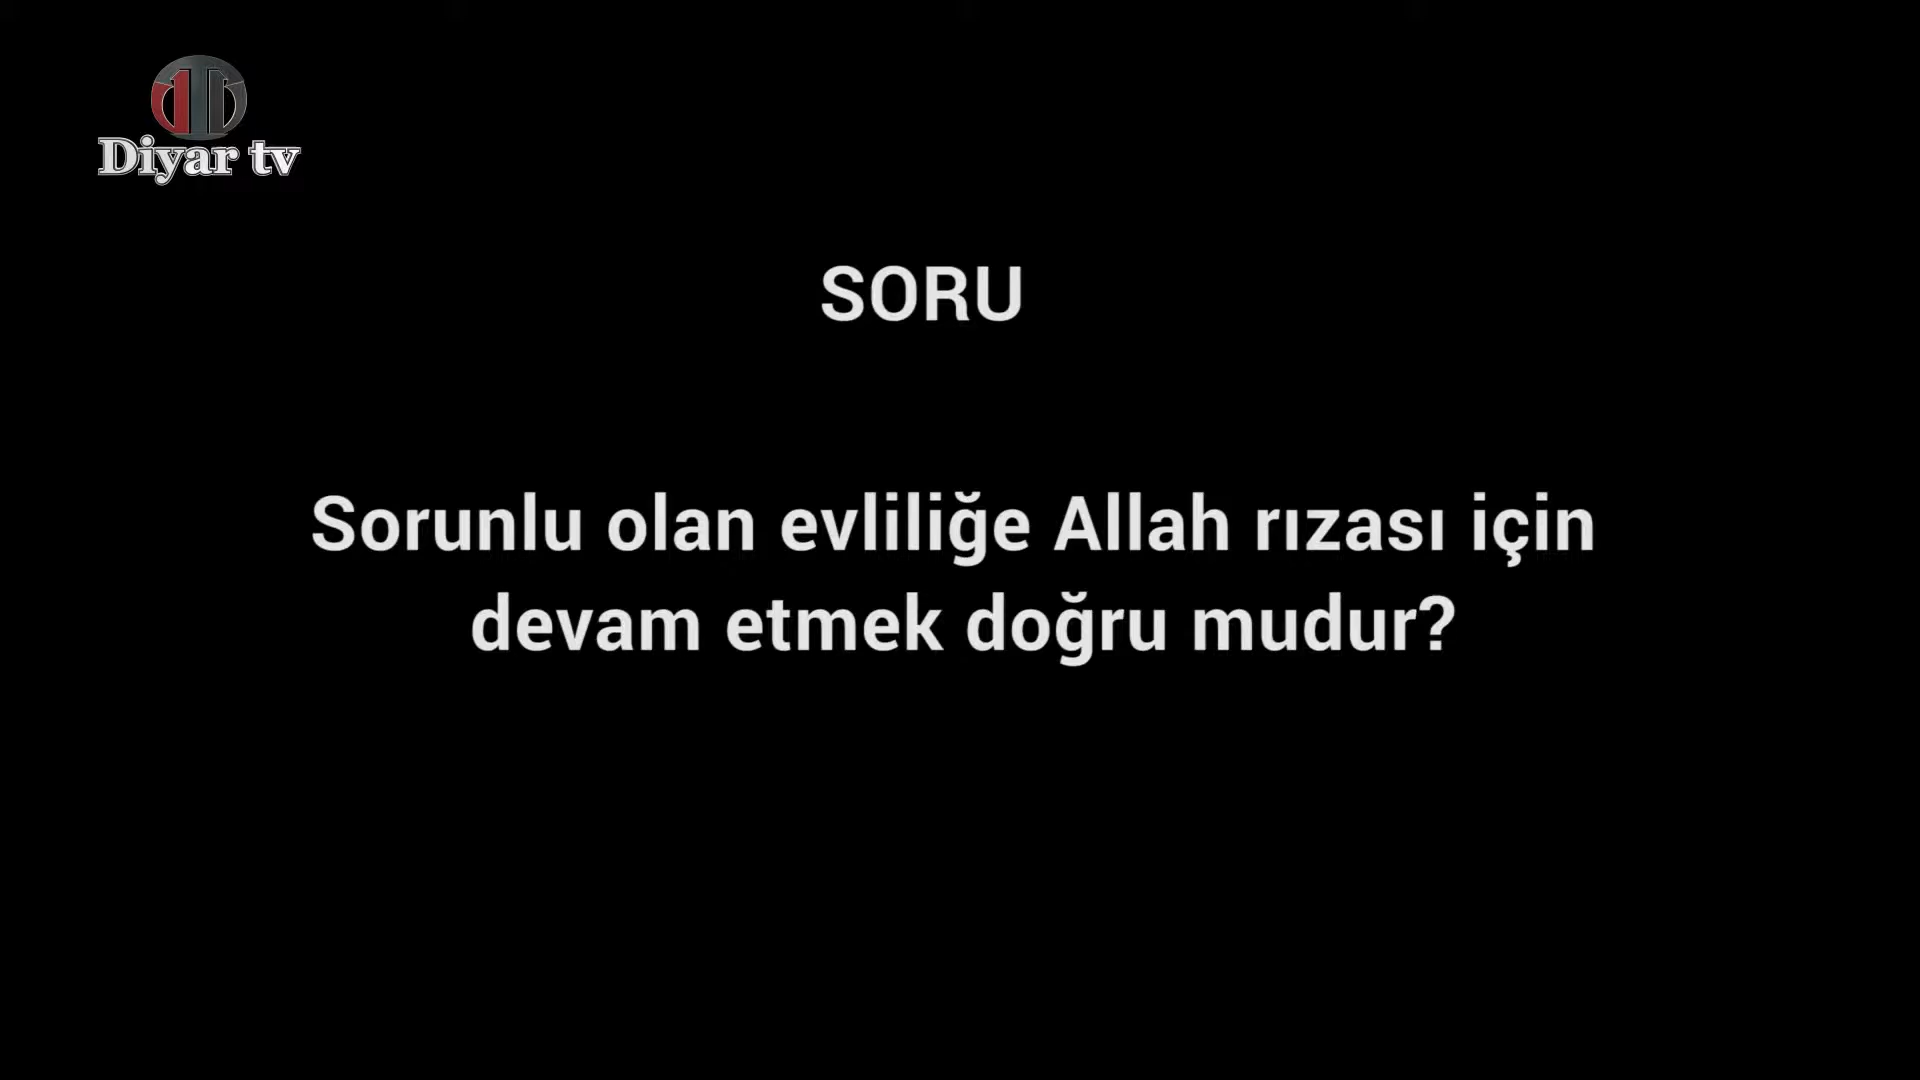 Diyar tv
SORU
Sorunlu olan evliliğe Allah rızası için
devam etmek doğru mudur?